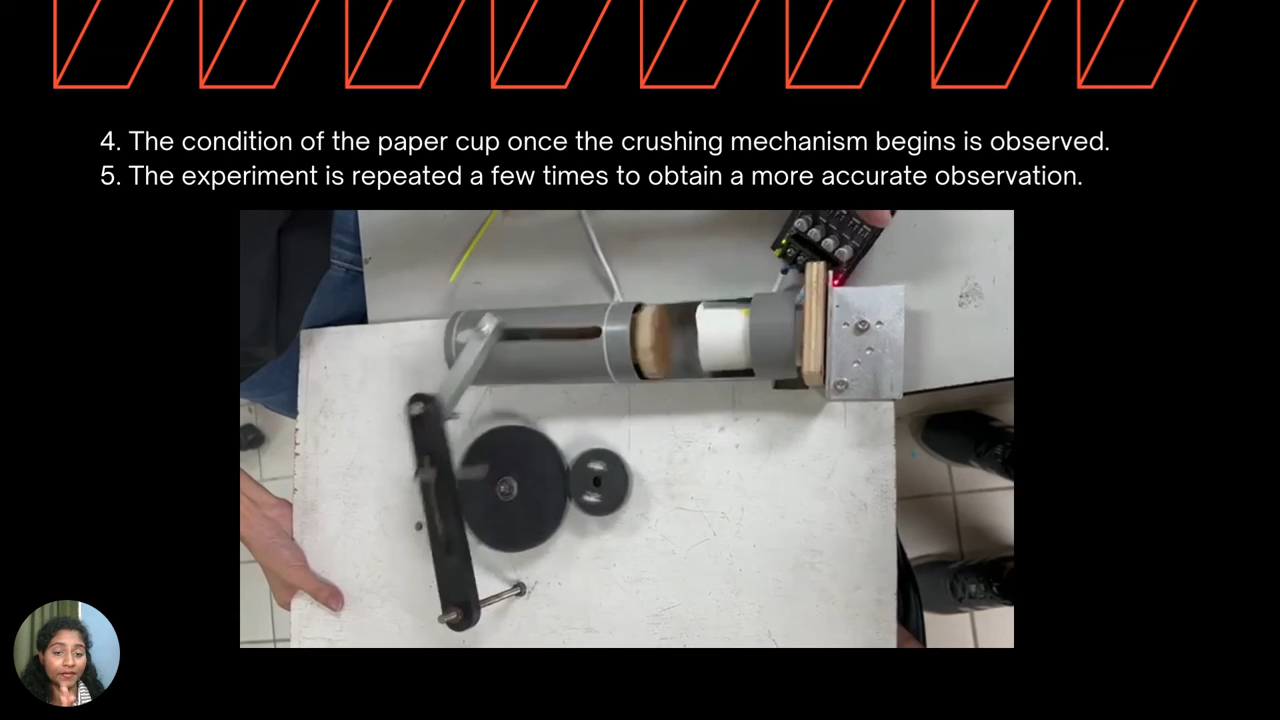 4. The condition of the paper cup once the crushing mechanism begins is observed.
5. The experiment is repeated a few times to obtain a more accurate observation.